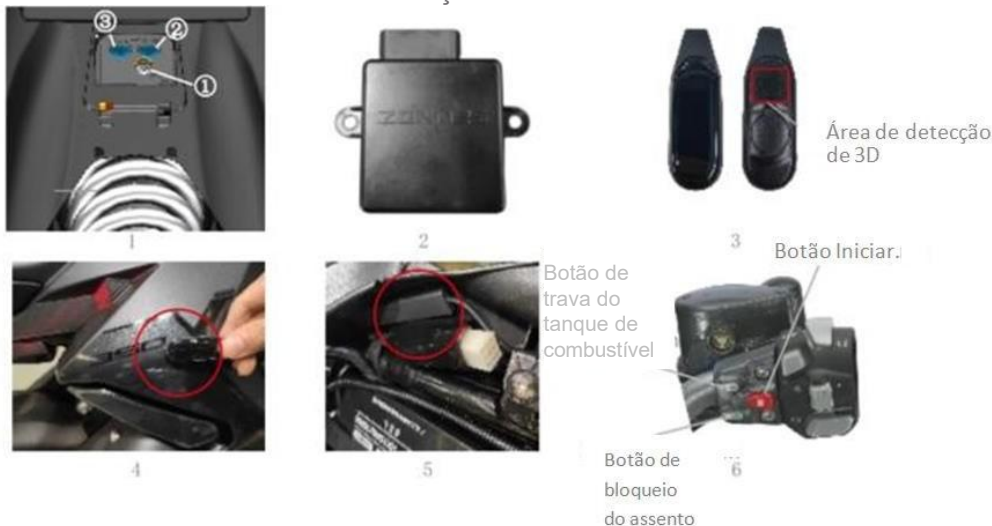 ③
②
①
ZONTES
Área de detecção
de 3D
1
2
3
Botão Iniciar.
Botão de
trava do
tanque de
combustível
4
5
6
Botão de
bloqueio
do assento